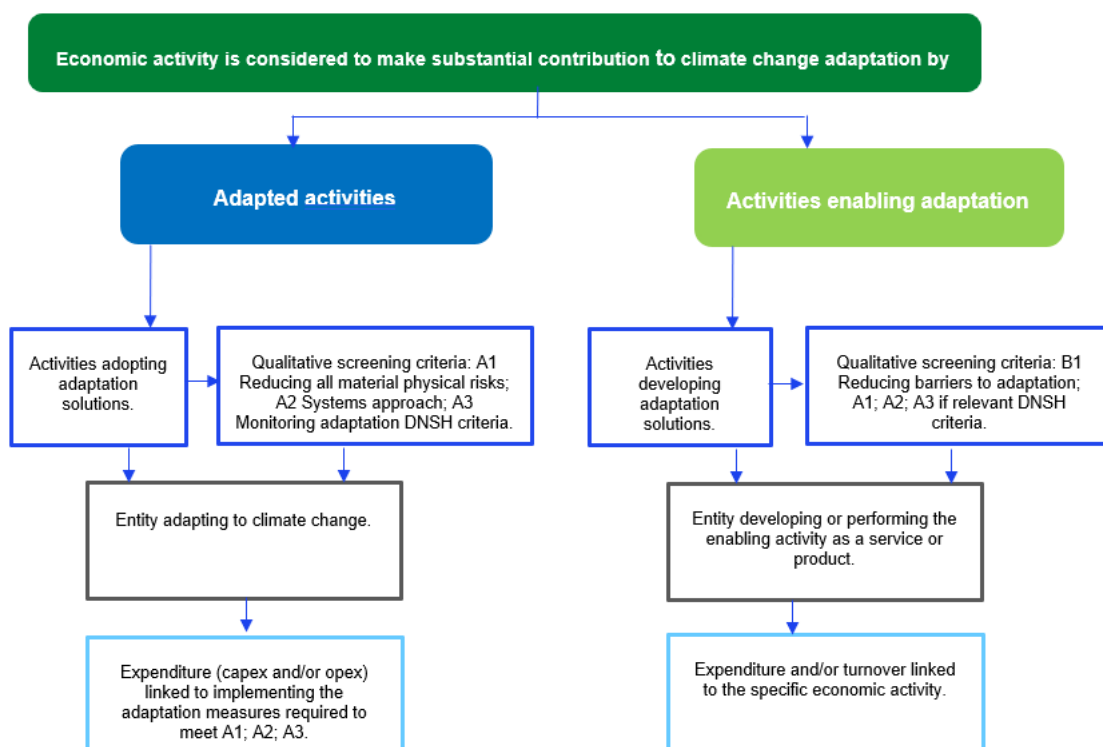 Economic activity is considered to make substantial contribution to climate change adaptation by
Adapted activities
Activities enabling adaptation
Activities adopting
adaptation
solutions.
Qualitative screening criteria: A1
Reducing all material physical risks;
A2 Systems approach; A3
Monitoring adaptation DNSH criteria.
Activities
developing
adaptation
solutions.
Qualitative screening criteria: B1
Reducing barriers to adaptation;
A1; A2; A3 if relevant DNSH
criteria.
Entity adapting to climate change.
Entity developing or performing the
enabling activity as a service or
product.
Expenditure (capex and/or opex)
linked to implementing the
adaptation measures required to
meet A1; A2; A3.
Expenditure and/or turnover linked
to the specific economic activity.